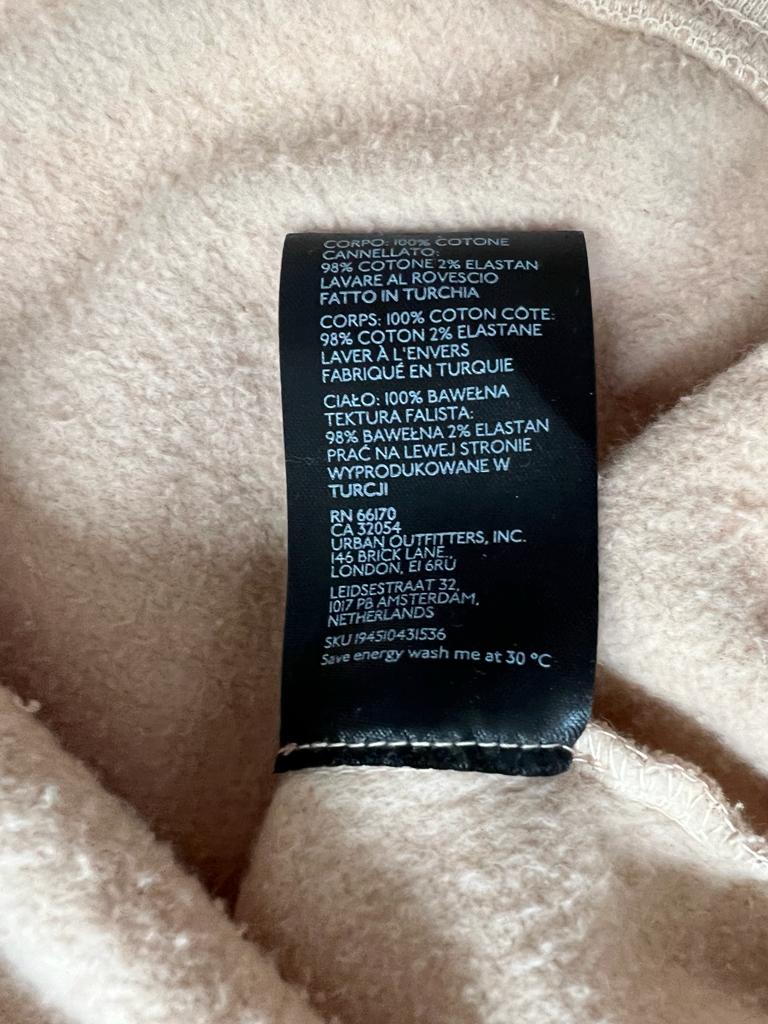 CORPO: 100% COTONE
CANNELLATO:
98% COTONE 2% ELASTAN
LAVARE AL ROVESCIO
FATTO IN TURCHIA
CORPS: 100% COTON CÔTE:
98% COTON 2% ELASTANE
LAVER À L'ENVERS
FABRIQUÉ EN TURQUIE
CIAŁO: 100% BAWEŁNA
TEKTURA FALISTA:
98% BAWEŁNA 2% ELASTAN
PRAĆ NA LEWEJ STRONIE
WYPRODUKOWANE W
TURCJI
RN 66170
CA 32054
URBAN OUTFITTERS, INC.
146 BRICK LANE,
LONDON, E1 6RU
LEIDSESTRAAT 32,
1017 PB AMSTERDAM,
NETHERLANDS
SKU 194510431536
Save energy wash me at 30 °C